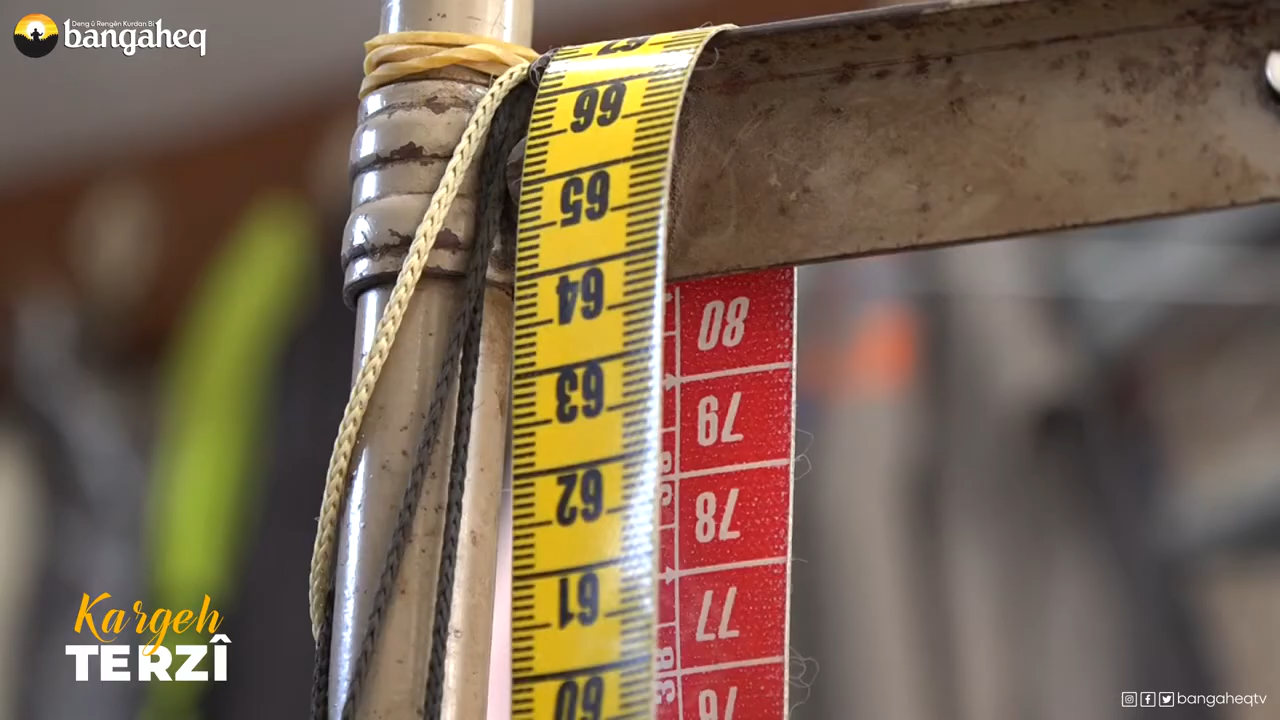 Deng û Rengên Kurdan Bi
bangaheq
66
65
64
63
62
61
60
80
79
78
77
76
38
Kargeh
TERZÎ
bangaheqtv